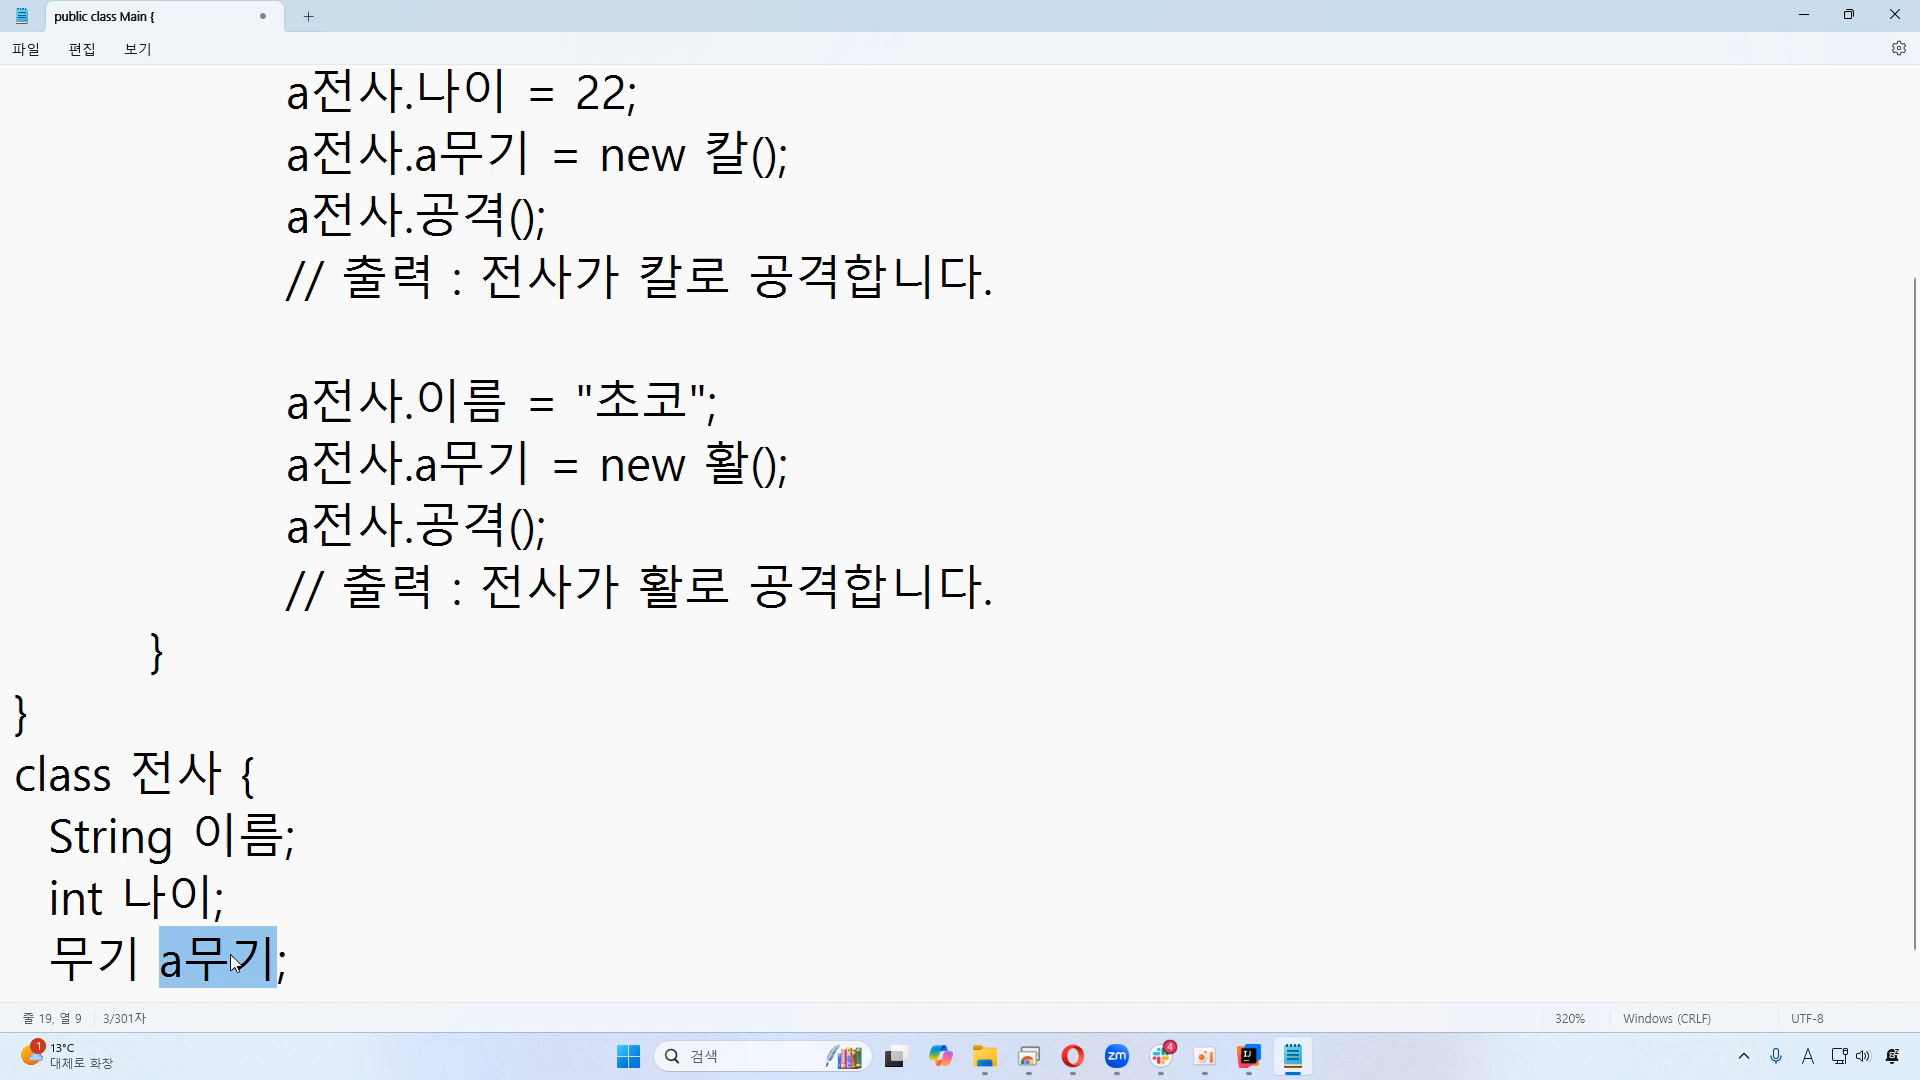 public class Main {
파일 편집 보기
a전사.나이 = 22;
a전사.a무기 = new 칼();
a전사.공격();
// 출력 : 전사가 칼로 공격합니다.
a전사.이름 = "초코";
a전사.a무기 = new 활();
a전사.공격();
// 출력 : 전사가 활로 공격합니다.
}
}
class 전사 {
String 이름;
int 나이;
무기 a무기;
줄 19, 열 9 3/301자 320% Windows (CRLF) UTF-8
1 13°C
대체로 화창
검색
zm
4
A